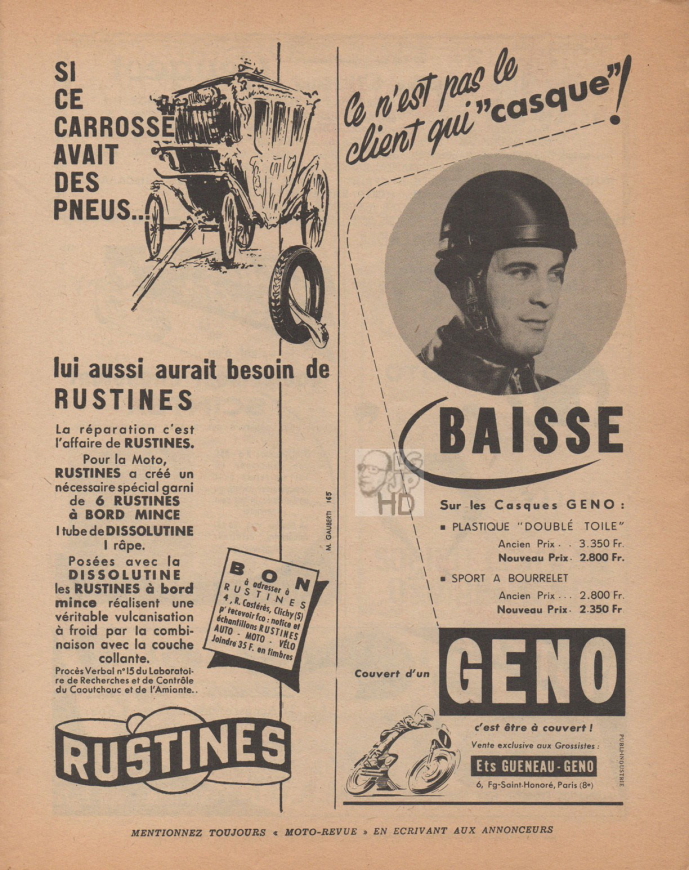 SI
CE
CARROSSE
AVAIT
DES
PNEUS...
lui aussi aurait besoin de
RUSTINES
La réparation c'est
l'affaire de RUSTINES.
Pour la Moto,
RUSTINES a créé un
nécessaire spécial garni
de 6 RUSTINES
à BORD MINCE
1 tube de DISSOLUTINE
1 râpe.
Posées avec la
DISSOLUTINE
les RUSTINES à bord
mince réalisent une
véritable vulcanisation
à froid par la combi-
naison avec la couche
collante.
Procès Verbal n° 15 du Laboratoi-
re de Recherches et de Contrôle
du Caoutchouc et de l'Amiante..
M. GAUBERTI 165
BON
à adresser à
RUSTINES
4, R. Castérès, Clichy (S)
pr recevoir fco : notice et
échantillons RUSTINES
AUTO - MOTO - VÉLO
Joindre 35 F. en timbres
RUSTINES
Ce n'est pas le
client qui "casque"!
BAISSE
HD
Sur les Casques GENO :
▪ PLASTIQUE "DOUBLÉ TOILE"
Ancien Prix . . 3.350 Fr.
Nouveau Prix . 2.800 Fr.
▪ SPORT A BOURRELET
Ancien Prix . . . 2.800 Fr.
Nouveau Prix . . 2.350 Fr
Couvert d'un
GENO
c'est être à couvert !
Vente exclusive aux Grossistes :
Ets GUENEAU-GENO
6, Fg-Saint-Honoré, Paris (8e)
PUBLI-INDUSTRIE
MENTIONNEZ TOUJOURS « MOTO-REVUE » EN ECRIVANT AUX ANNONCEURS